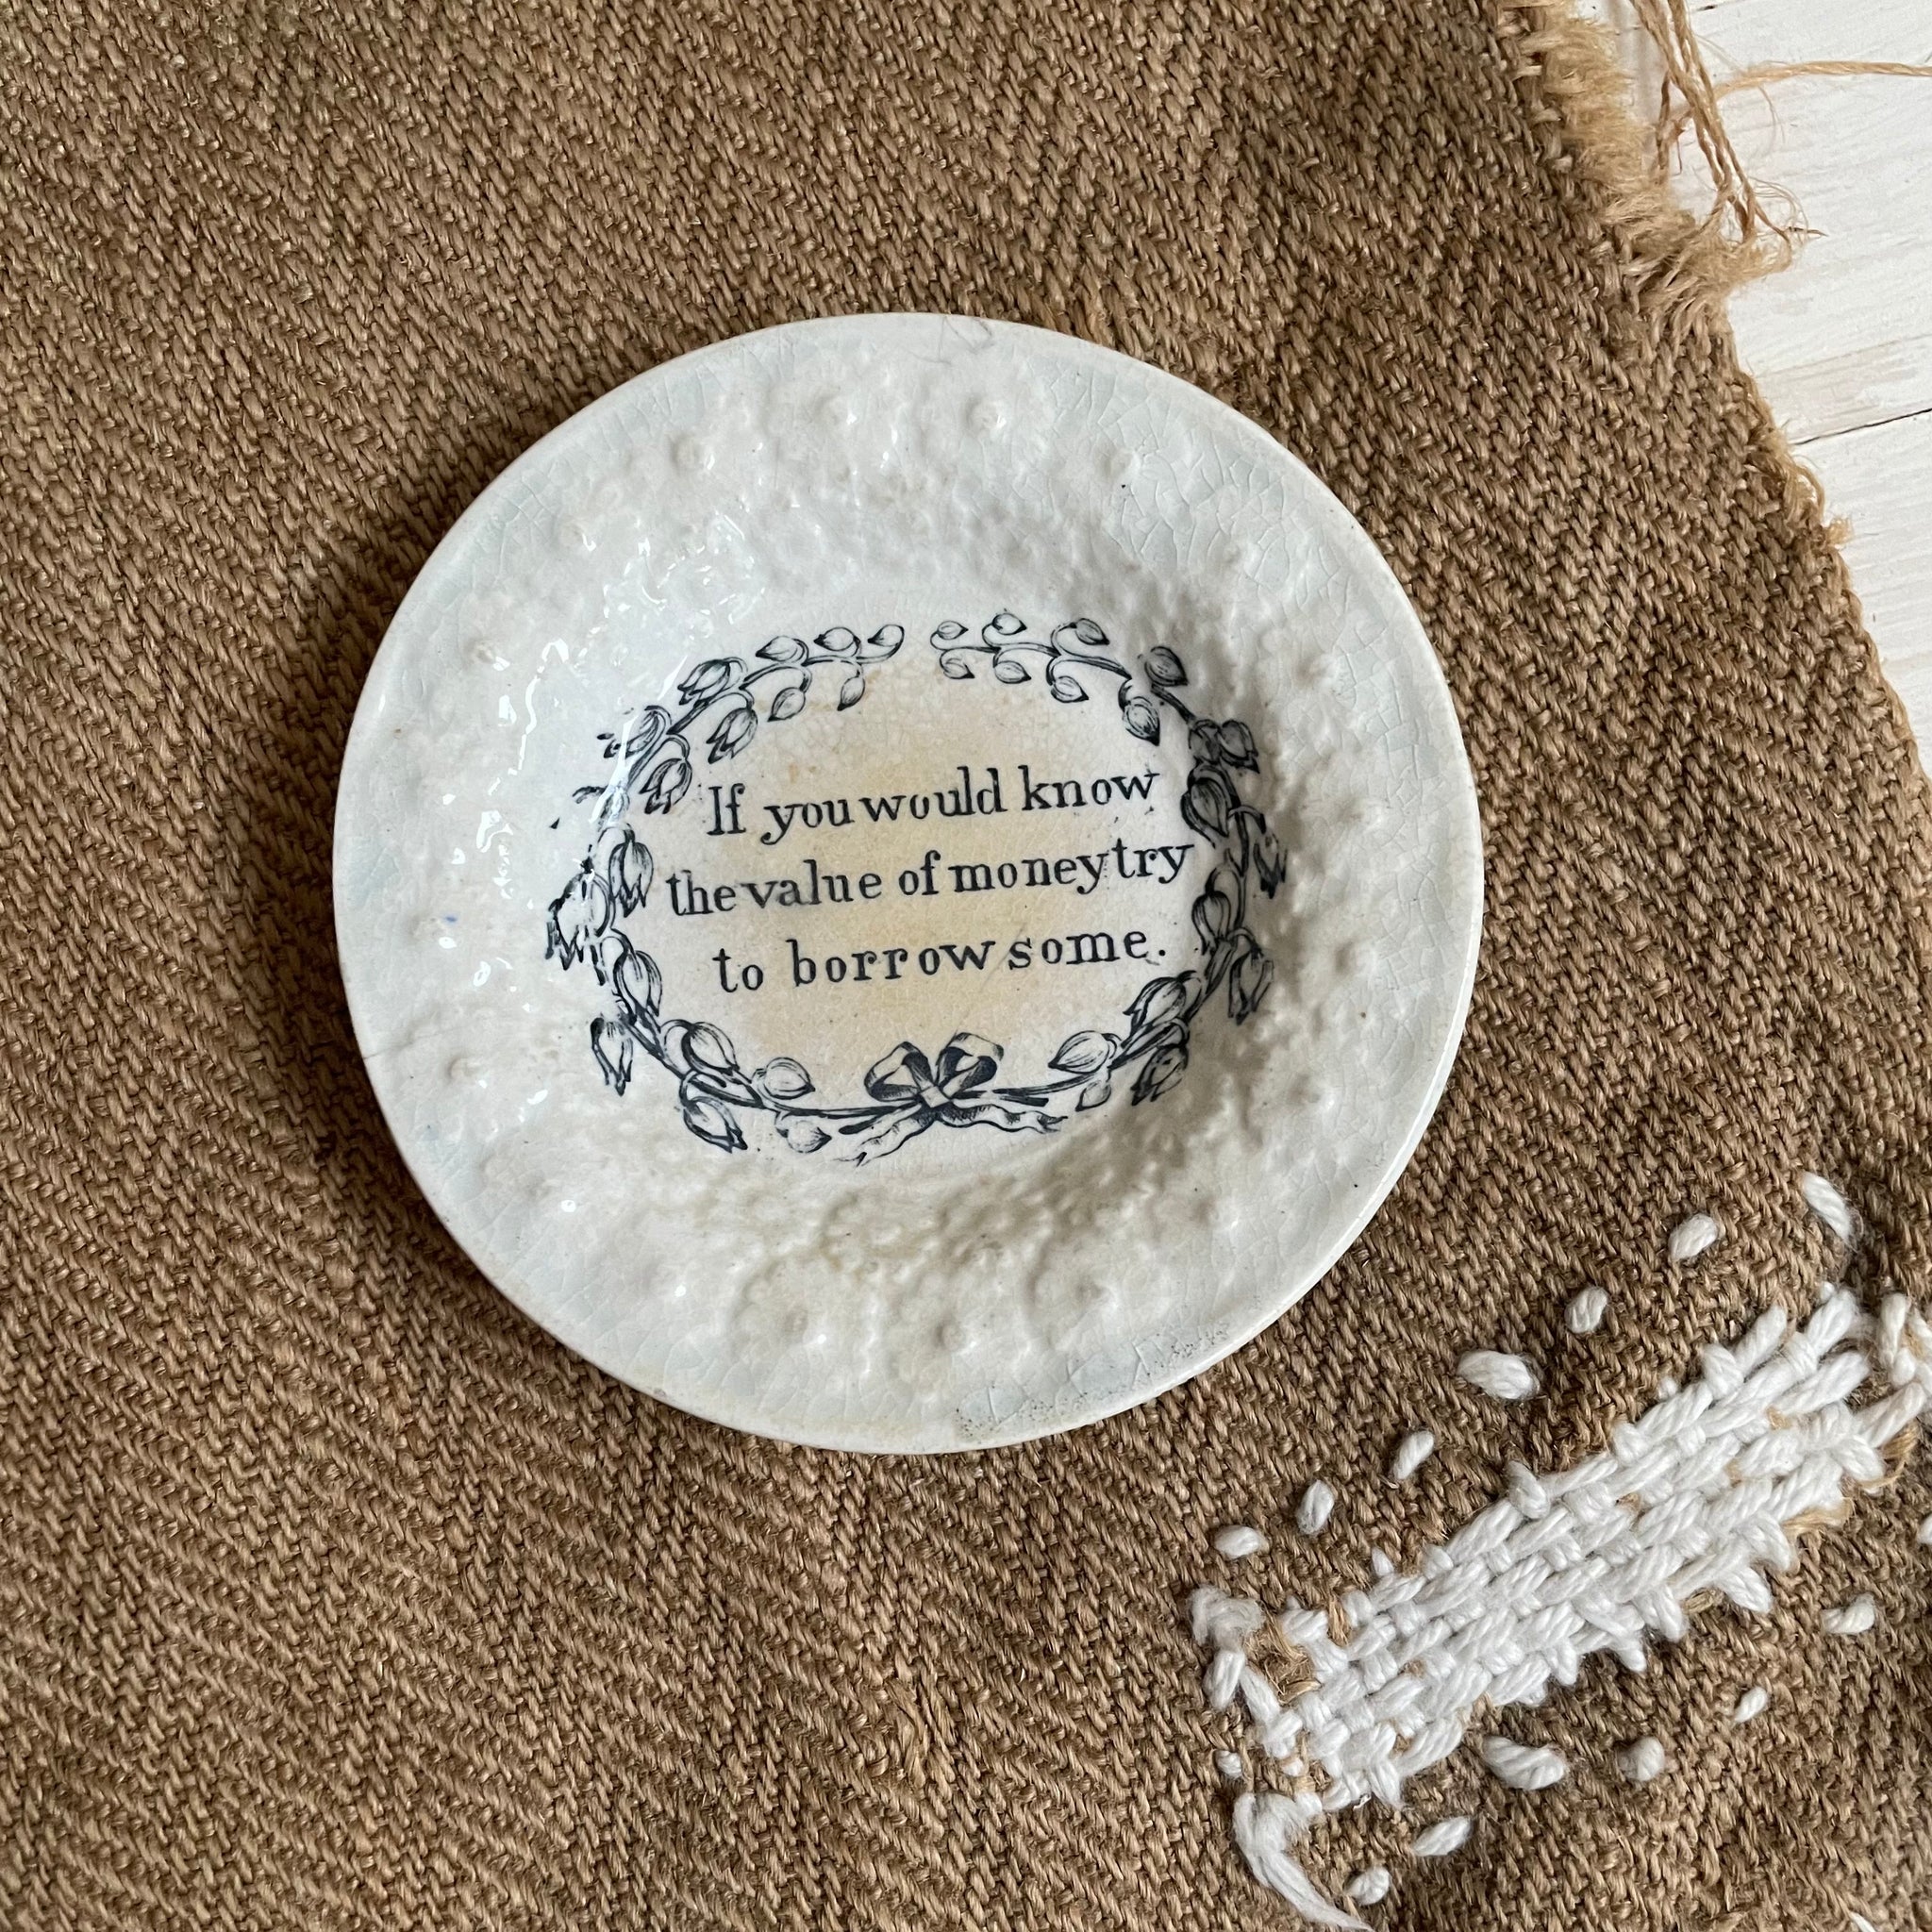 If you would know
the value of money try
to borrow some.